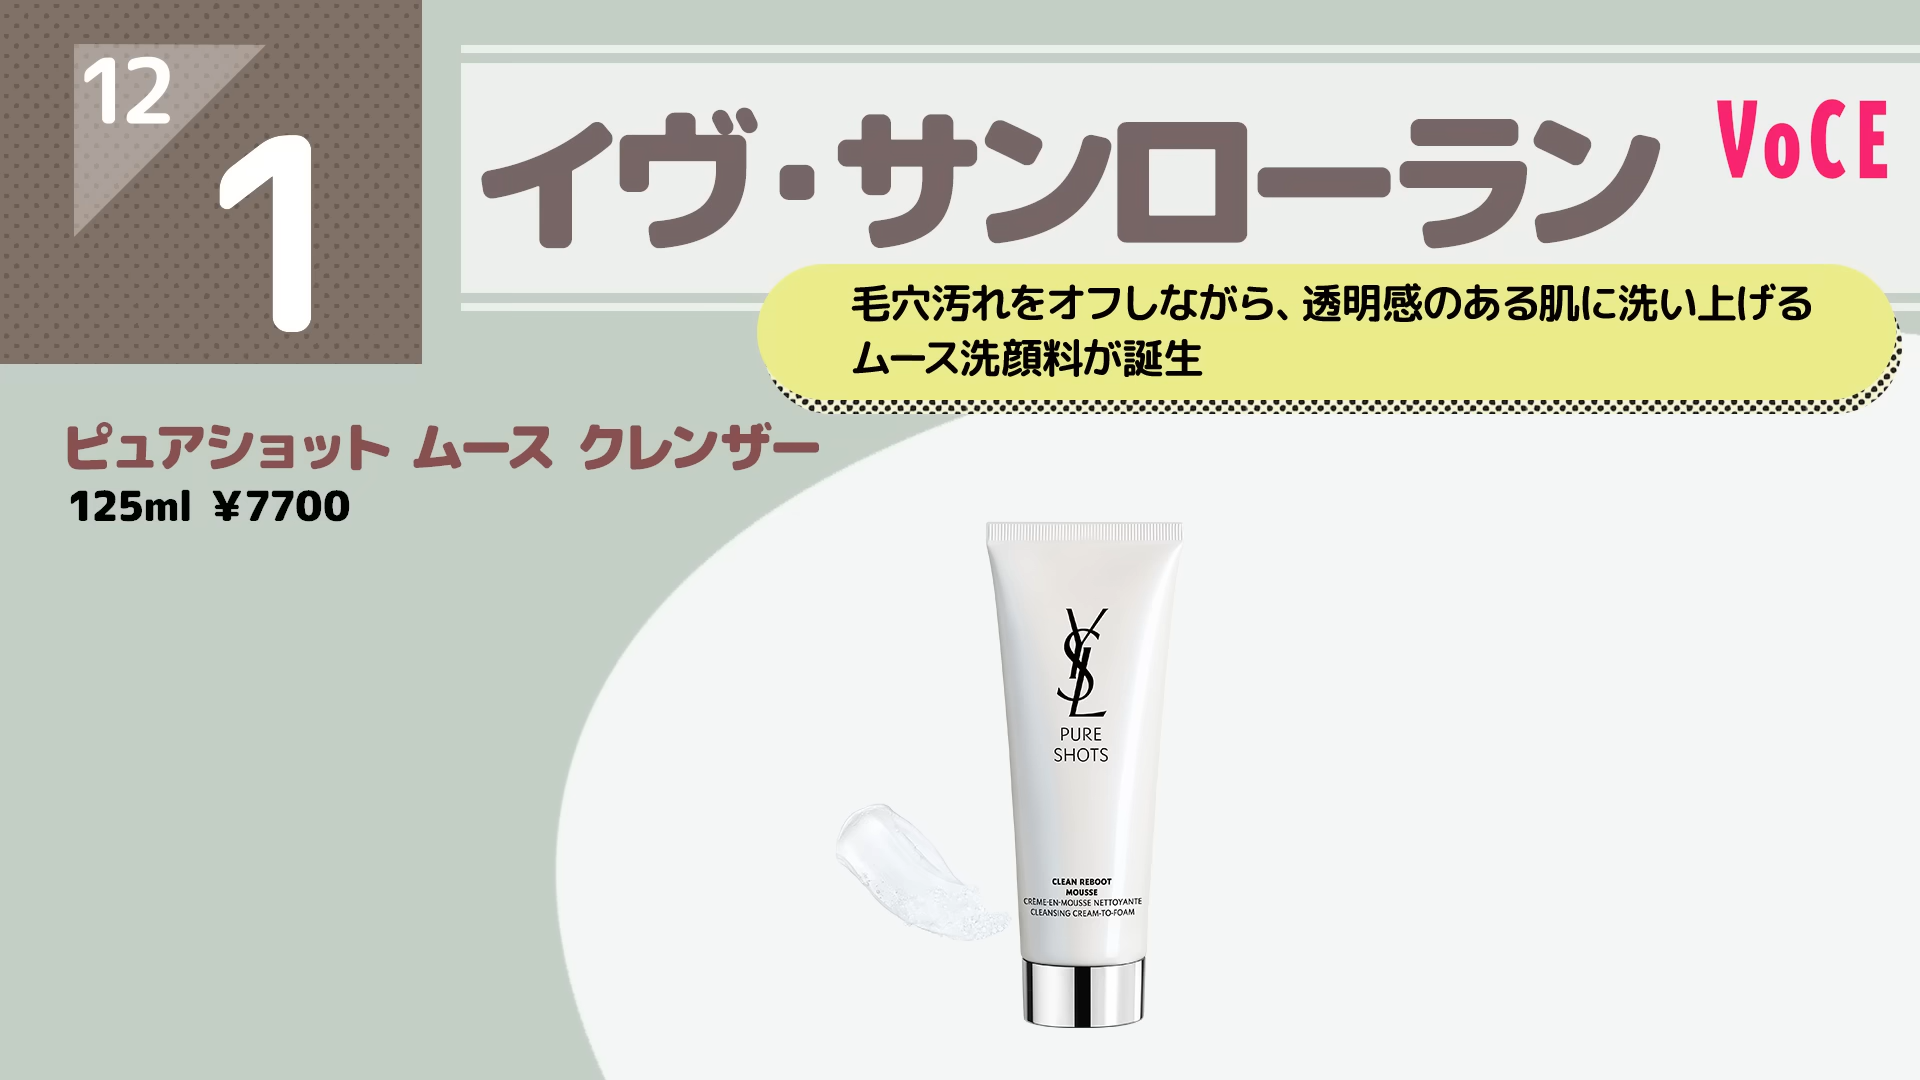 12
1
イヴ・サンローラン
VoCE
毛穴汚れをオフしながら、透明感のある肌に洗い上げる
ムース洗顔料が誕生
ピュアショット ムース クレンザー
125ml ¥7700
YSL
PURE
SHOTS
CLEAN REBOOT
MOUSSE
CRÈME-EN-MOUSSE NETTOYANTE
CLEANSING CREAM-TO-FOAM